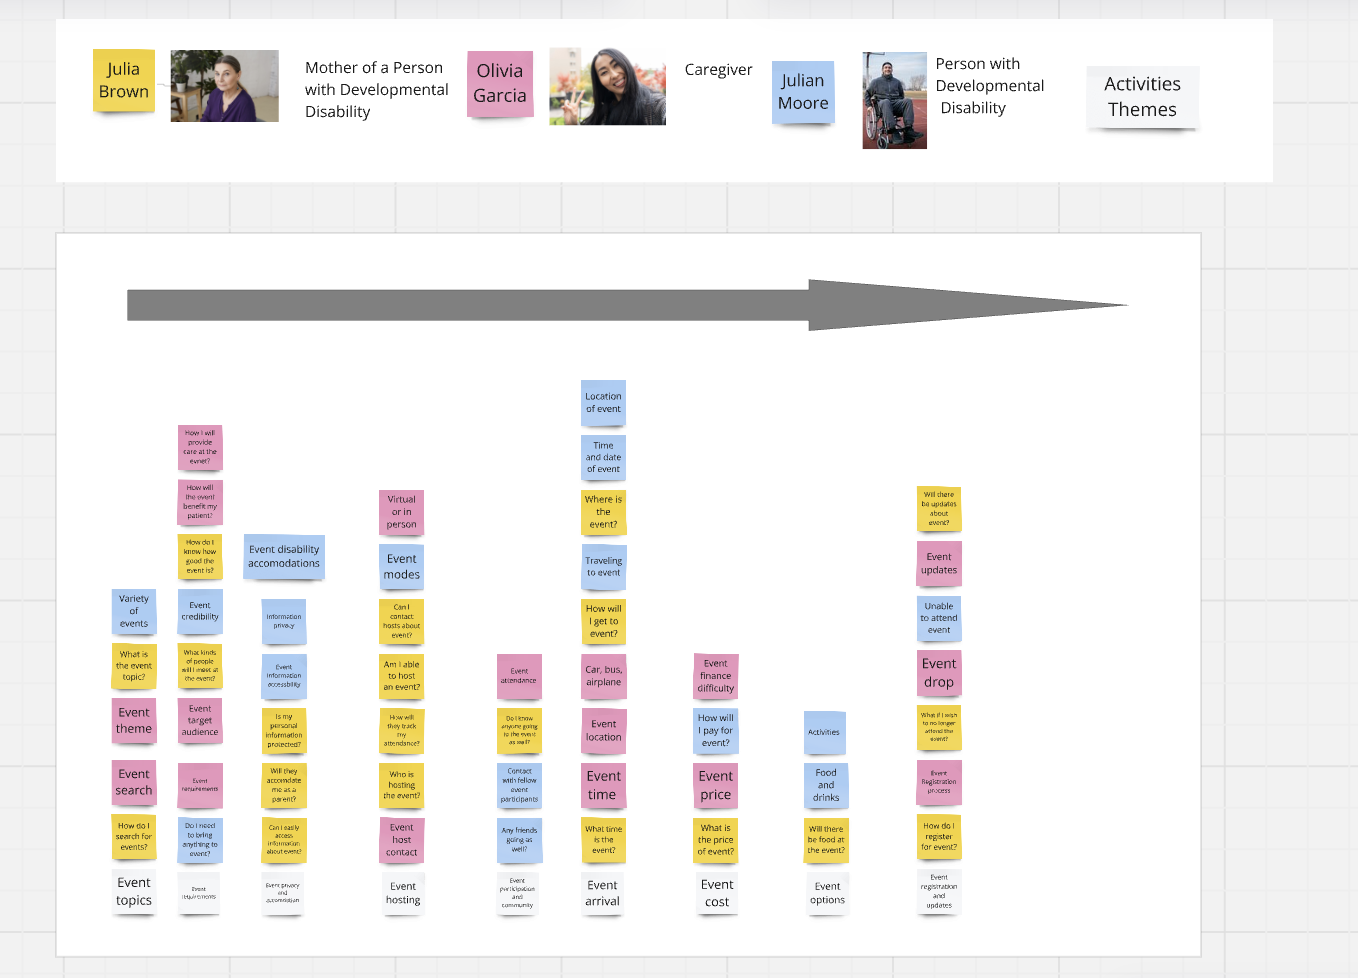 Julia
Brown
Mother of a Person
with Developmental
Disability
Olivia
Garcia
Caregiver
Julian
Moore
Person with
Developmental
Disability
Activities
Themes
Variety
of
events
What is
the event
topic?
Event
theme
Event
search
How do I
search for
events?
Event
topics
How I will
provide
care at the
evnet?
How will
the event
benefit my
patient?
How do I
know how
good the
event is?
Event
credibility
What kinds
of people
will I meet at
the event?
Event
target
audience
Event
requirements
Do I need
to bring
anything to
event?
Event
requirements
Event disability
accomodations
Information
privacy
Event
information
accessbility
Is my
personal
information
protected?
Will they
accomdate
me as a
parent?
Can I easily
access
information
about event?
Event privacy
and
accomodation
Virtual
or in
person
Event
modes
Can I
contact
hosts about
event?
Am I able
to host
an event?
How will
they track
my
attendance?
Who is
hosting
the event?
Event
host
contact
Event
hosting
Event
attendance
Do I know
anyone going
to the event
as well?
Contact
with fellow
event
participants
Any friends
going as
well?
Event
participation
and
community
Location
of event
Time
and date
of event
Where is
the
event?
Traveling
to event
How will
I get to
event?
Car, bus,
airplane
Event
location
Event
time
What time
is the
event?
Event
arrival
Event
finance
difficulty
How will
I pay for
event?
Event
price
What is
the price
of event?
Event
cost
Activities
Food
and
drinks
Will there
be food at
the event?
Event
options
Will there
be updates
about
event?
Event
updates
Unable
to attend
event
Event
drop
What if I wish
to no longer
attend the
event?
Event
Registration
process
How do I
register
for event?
Event
registration
and
updates